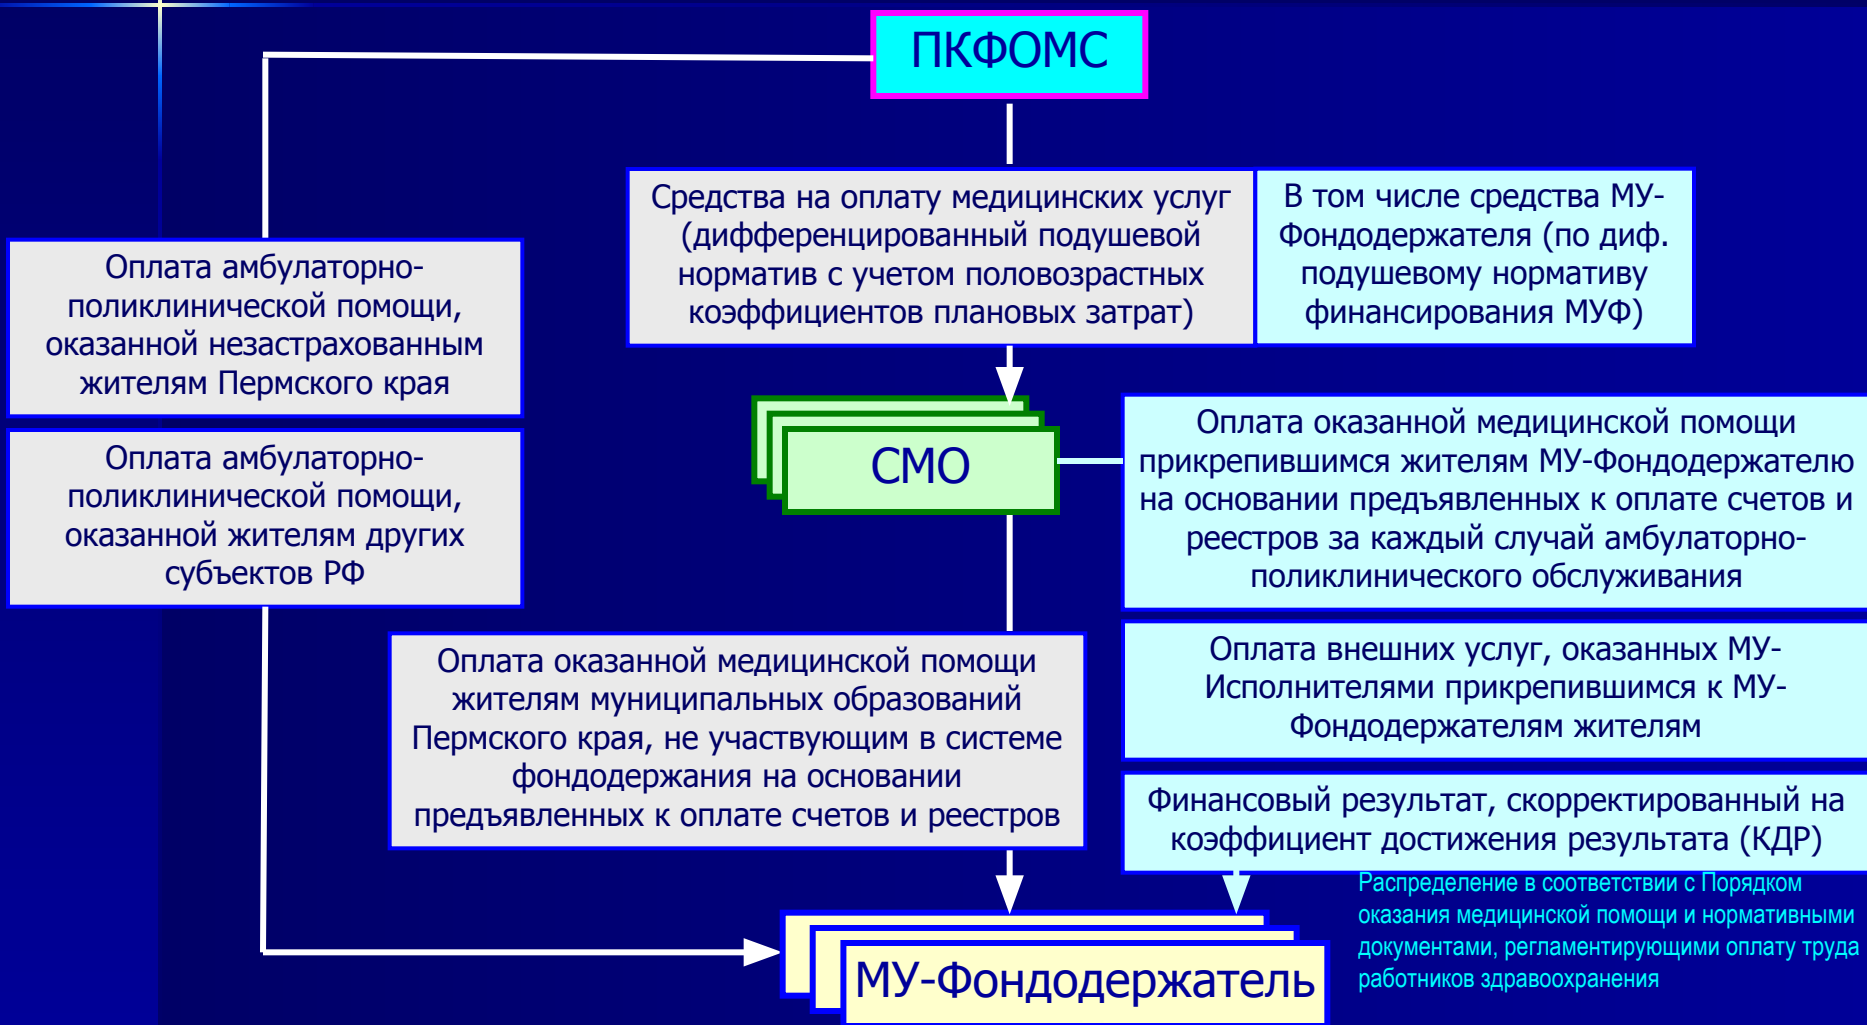 ПКФОМС
Средства на оплату медицинских услуг
(дифференцированный подушевой
норматив с учетом половозрастных
коэффициентов плановых затрат)
В том числе средства МУ-
Фондодержателя (по диф.
подушевому нормативу
финансирования МУФ)
Оплата амбулаторно-
поликлинической помощи,
оказанной незастрахованным
жителям Пермского края
Оплата амбулаторно-
поликлинической помощи,
оказанной жителям других
субъектов РФ
СМО
Оплата оказанной медицинской помощи
прикрепившимся жителям МУ-Фондодержателю
на основании предъявленных к оплате счетов и
реестров за каждый случай амбулаторно-
поликлинического обслуживания
Оплата внешних услуг, оказанных МУ-
Исполнителями прикрепившимся к МУ-
Фондодержателям жителям
Оплата оказанной медицинской помощи
жителям муниципальных образований
Пермского края, не участвующим в системе
фондодержания на основании
предъявленных к оплате счетов и реестров
Финансовый результат, скорректированный на
коэффициент достижения результата (КДР)
Распределение в соответствии с Порядком
оказания медицинской помощи и нормативными
документами, регламентирующими оплату труда
работников здравоохранения
МУ-Фондодержатель